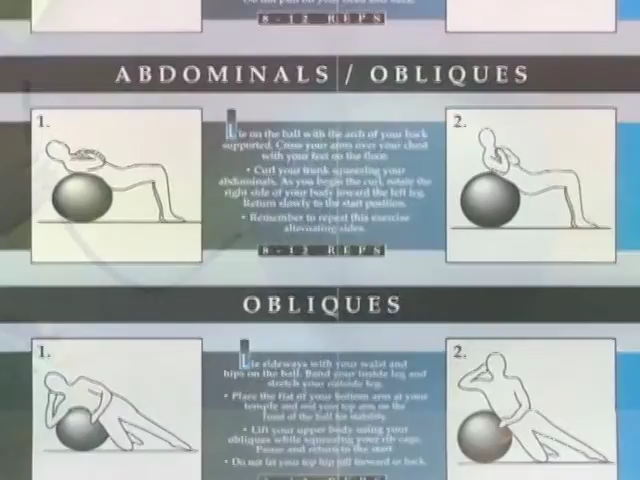 8-12 REPS
ABDOMINALS / OBLIQUES
1.
Lie on the ball with the arch of your back
supported. Cross your arms over your chest
with your feet on the floor.
• Curl your trunk squeezing your
abdominals. As you begin the curl, rotate the
right side of your body toward the left leg.
Return slowly to the start position.
• Remember to repeat this exercise
alternating sides.
8-12 REPS
2.
OBLIQUES
1.
Lie sideways with your waist and
hips on the ball. Bend your inside leg and
stretch your outside leg.
• Place the flat of your bottom arm at your
temple and your top arm on the
front of the ball for stability.
• Lift your upper body using your
obliques while squeezing your rib cage.
Pause and return to the start.
• Do not let your top hip roll forward or back.
2.